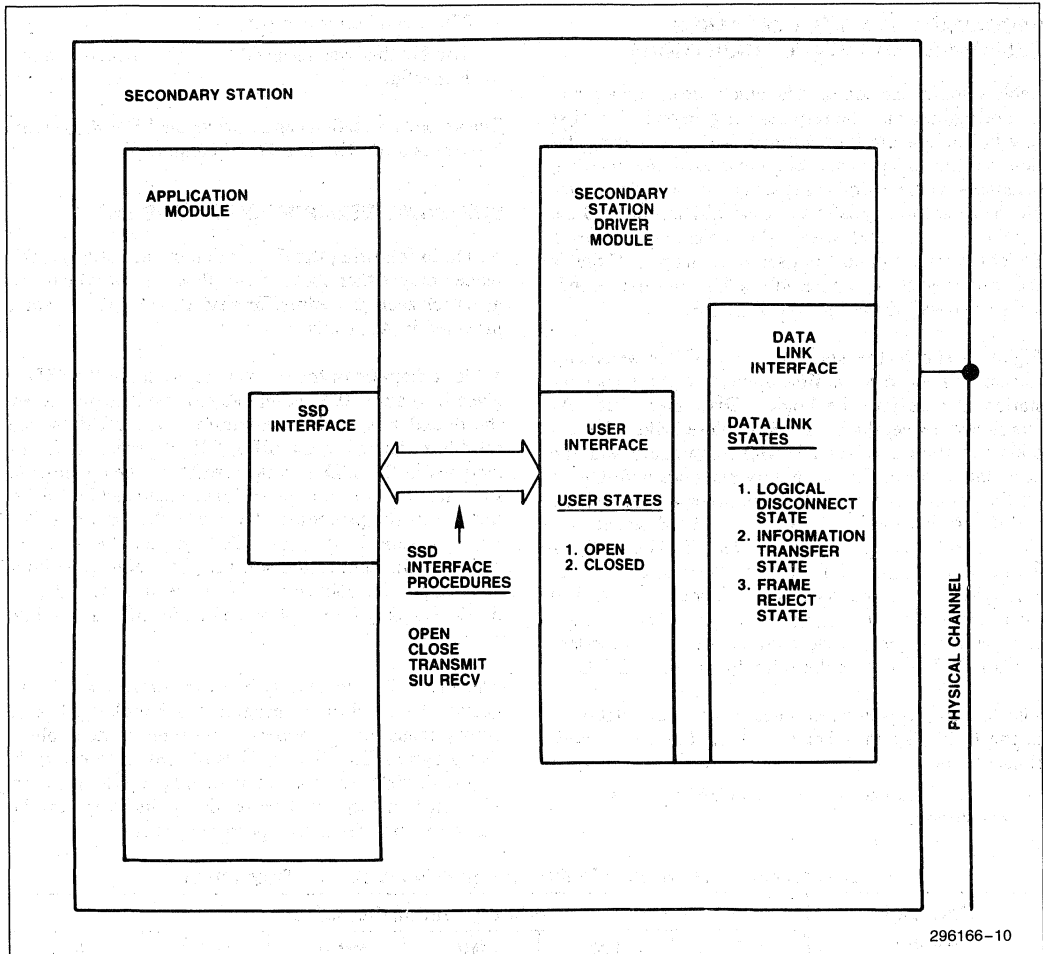 SECONDARY STATION
APPLICATION
MODULE
SSD
INTERFACE
SSD
INTERFACE
PROCEDURES
OPEN
CLOSE
TRANSMIT
SIU RECV
SECONDARY
STATION
DRIVER
MODULE
USER
INTERFACE
USER STATES
1. OPEN
2. CLOSED
DATA
LINK
INTERFACE
DATA LINK
STATES
1. LOGICAL
DISCONNECT
STATE
2. INFORMATION
TRANSFER
STATE
3. FRAME
REJECT
STATE
PHYSICAL CHANNEL
296166-10